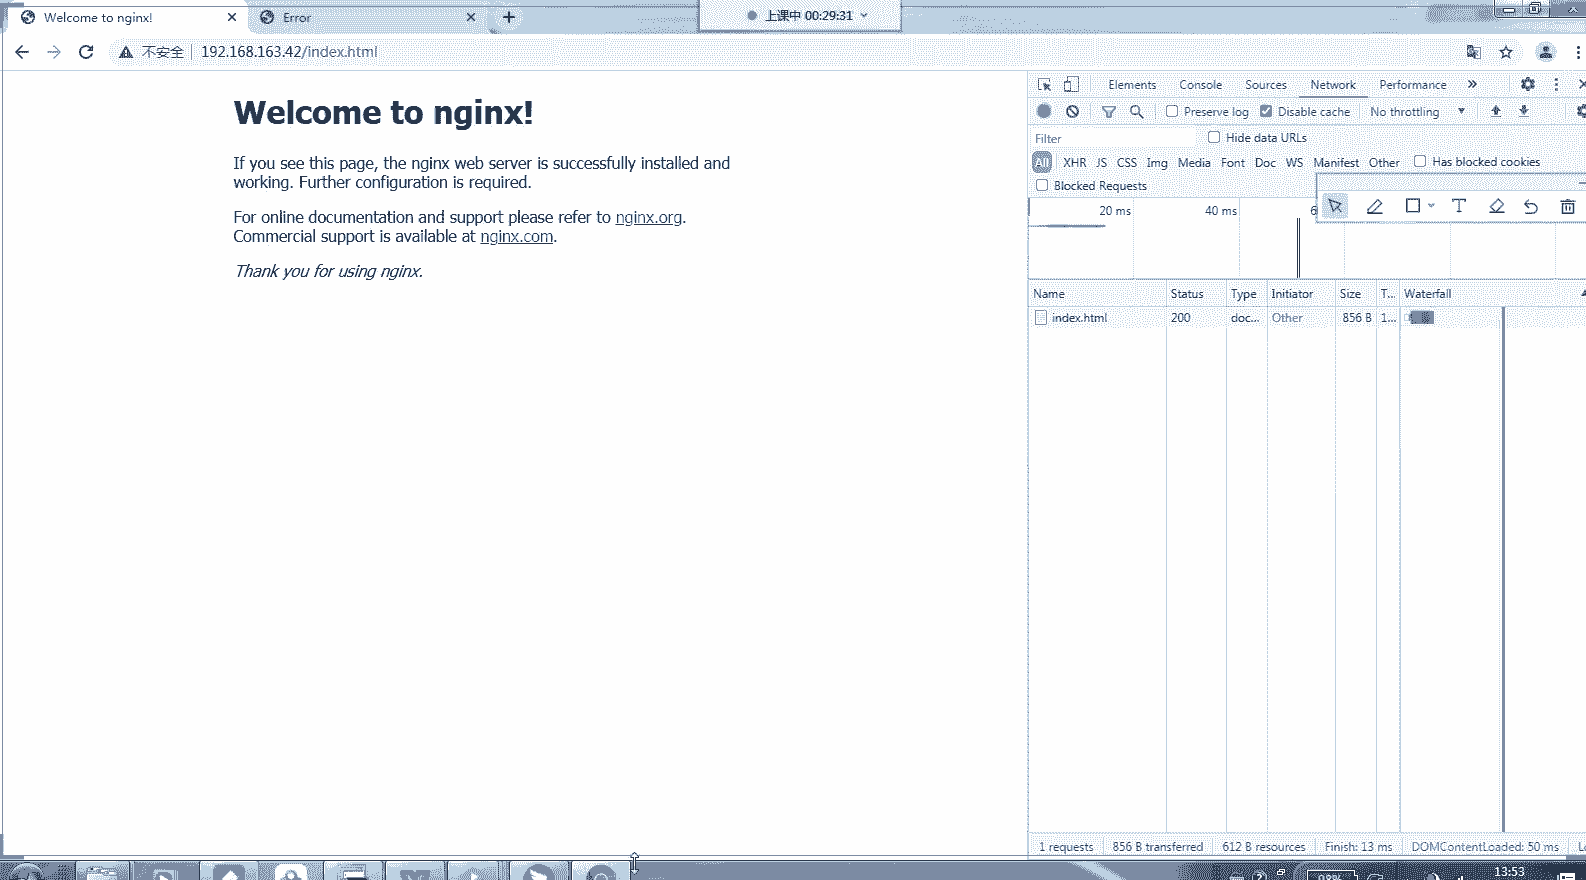 Welcome to nginx!
Error
上课中 00:29:31
不安全 192.168.163.42/index.html
Welcome to nginx!
If you see this page, the nginx web server is successfully installed and
working. Further configuration is required.
For online documentation and support please refer to nginx.org.
Commercial support is available at nginx.com.
Thank you for using nginx.
Elements Console Sources Network Performance
Preserve log Disable cache No throttling
Filter Hide data URLs
All XHR JS CSS Img Media Font Doc WS Manifest Other Has blocked cookies
Blocked Requests
20 ms 40 ms 6
Name Status Type Initiator Size T... Waterfall
index.html 200 doc... Other 856 B 1...
1 requests 856 B transferred 612 B resources Finish: 13 ms DOMContentLoaded: 50 ms
98%
13:53